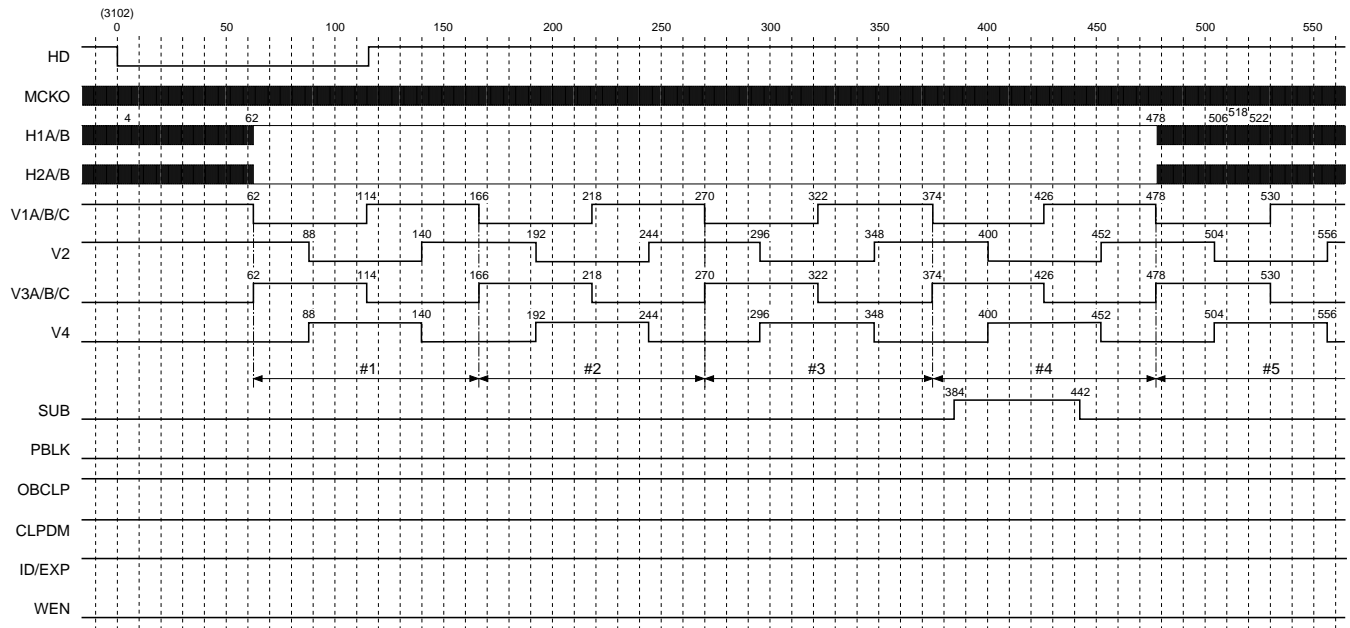 (3102)
0 50 100 150 200 250 300 350 400 450 500 550
HD
MCKO
4 62 478 506 518 522
H1A/B
H2A/B
62 114 166 218 270 322 374 426 478 530
V1A/B/C
88 140 192 244 296 348 400 452 504 556
V2
62 114 166 218 270 322 374 426 478 530
V3A/B/C
88 140 192 244 296 348 400 452 504 556
V4
#1 #2 #3 #4 #5
384 442
SUB
PBLK
OBCLP
CLPDM
ID/EXP
WEN